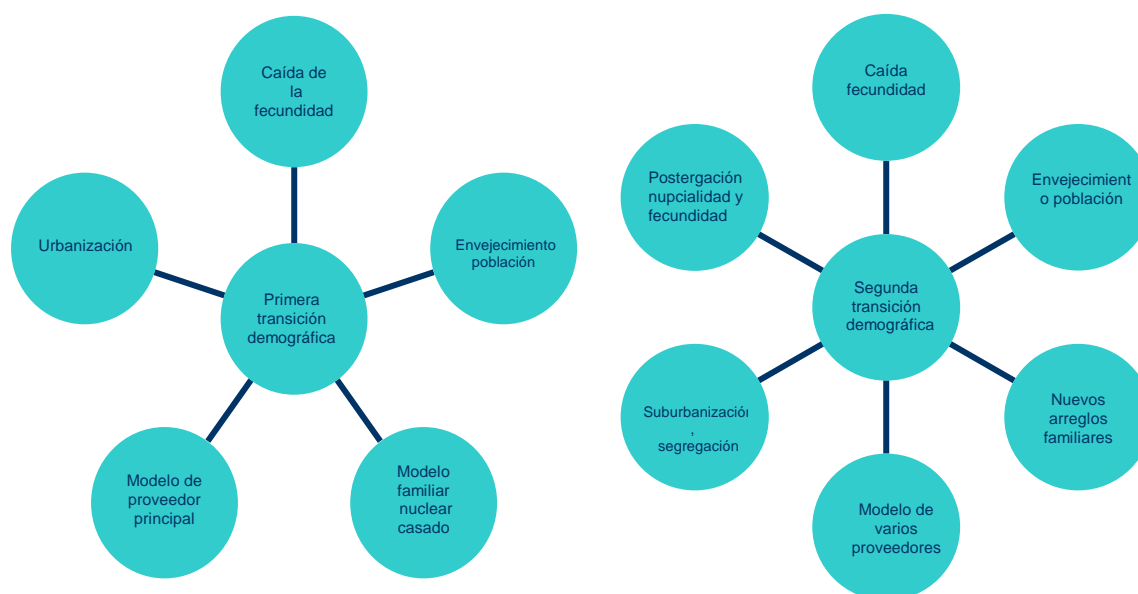 Caída de
la
fecundidad
Urbanización
Envejecimiento
población
Primera
transición
demográfica
Modelo de
proveedor
principal
Modelo
familiar
nuclear
casado
Caída
fecundidad
Postergación
nupcialidad y
fecundidad
Envejecimient
o población
Segunda
transición
demográfica
Suburbanización
,
segregación
Nuevos
arreglos
familiares
Modelo de
varios
proveedores